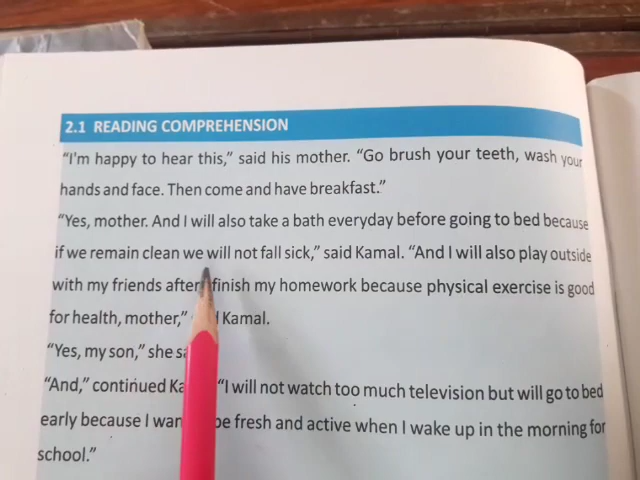 2.1 READING COMPREHENSION
“I'm happy to hear this,” said his mother. “Go brush your teeth, wash your
hands and face. Then come and have breakfast.”
“Yes, mother. And I will also take a bath everyday before going to bed because
if we remain clean we will not fall sick,” said Kamal. “And I will also play outside
with my friends after finish my homework because physical exercise is good
for health, mother,” Kamal.
“Yes, my son,” she
“And,” continued “I will not watch too much television but will go to bed
early because I be fresh and active when I wake up in the morning for
school.”